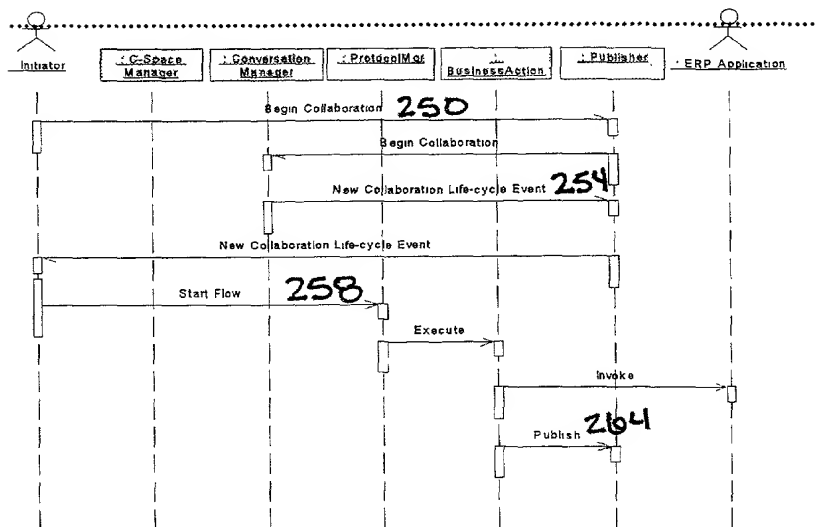 Initiator
: C-Space Manager
: Conversation Manager
: ProtocolMgr
: BusinessAction
: Publisher
: ERP Application
Begin Collaboration 250
Begin Collaboration
New Collaboration Life-cycle Event 254
New Collaboration Life-cycle Event
Start Flow 258
Execute
Invoke
Publish 264